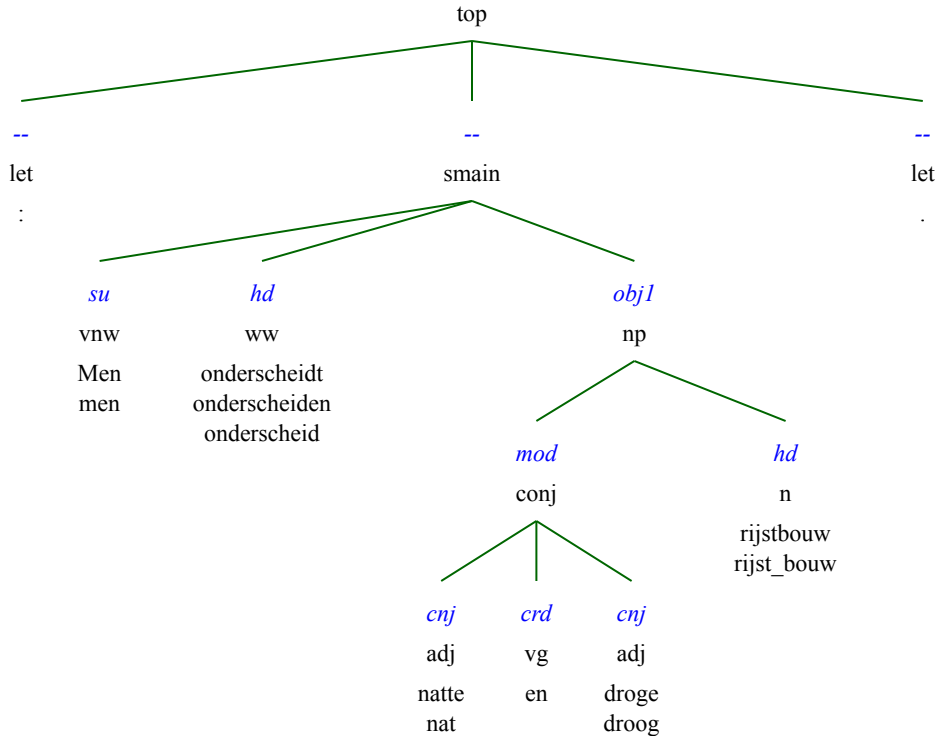 top
-- -- --
let smain let
: .
su hd obj1
vnw ww np
Men onderscheidt
men onderscheiden
onderscheid
mod hd
conj n
rijstbouw
rijst_bouw
cnj crd cnj
adj vg adj
natte en droge
nat droog